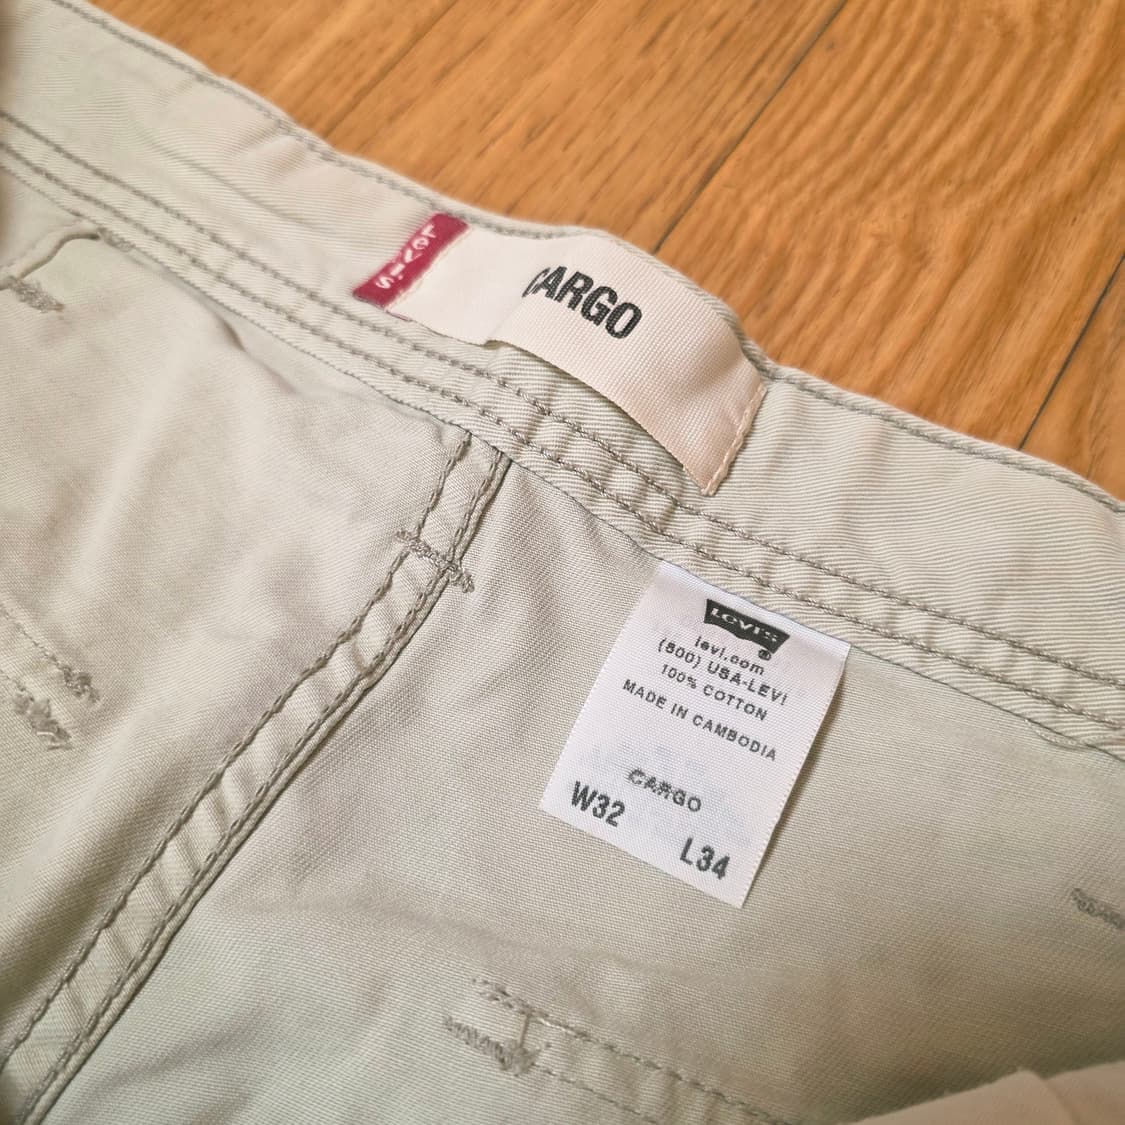 Levi's
CARGO
LEVI'S
®
levi.com
(800) USA-LEVI
100% COTTON
MADE IN CAMBODIA
CARGO
W32
L34